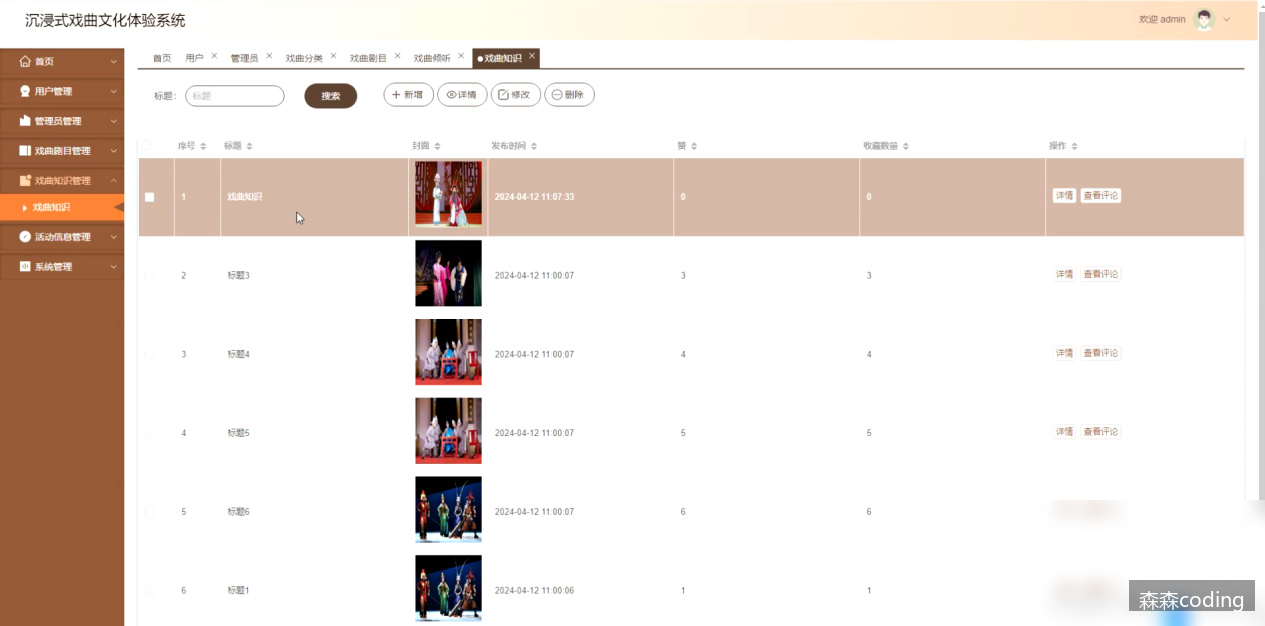 沉浸式戏曲文化体验系统
欢迎 admin
首页
用户管理
管理员管理
戏曲剧目管理
戏曲知识管理
戏曲知识
活动信息管理
系统管理
首页 用户 管理员 戏曲分类 戏曲剧目 戏曲倾听 戏曲知识
标题： 标题 搜索 新增 详情 修改 删除
序号 标题 封面 发布时间 赞 收藏数量 操作
1 戏曲知识 2024-04-12 11:07:33 0 0 详情 查看评论
2 标题3 2024-04-12 11:00:07 3 3 详情 查看评论
3 标题4 2024-04-12 11:00:07 4 4 详情 查看评论
4 标题5 2024-04-12 11:00:07 5 5 详情 查看评论
5 标题6 2024-04-12 11:00:07 6 6
6 标题1 2024-04-12 11:00:06 1 1
森森coding